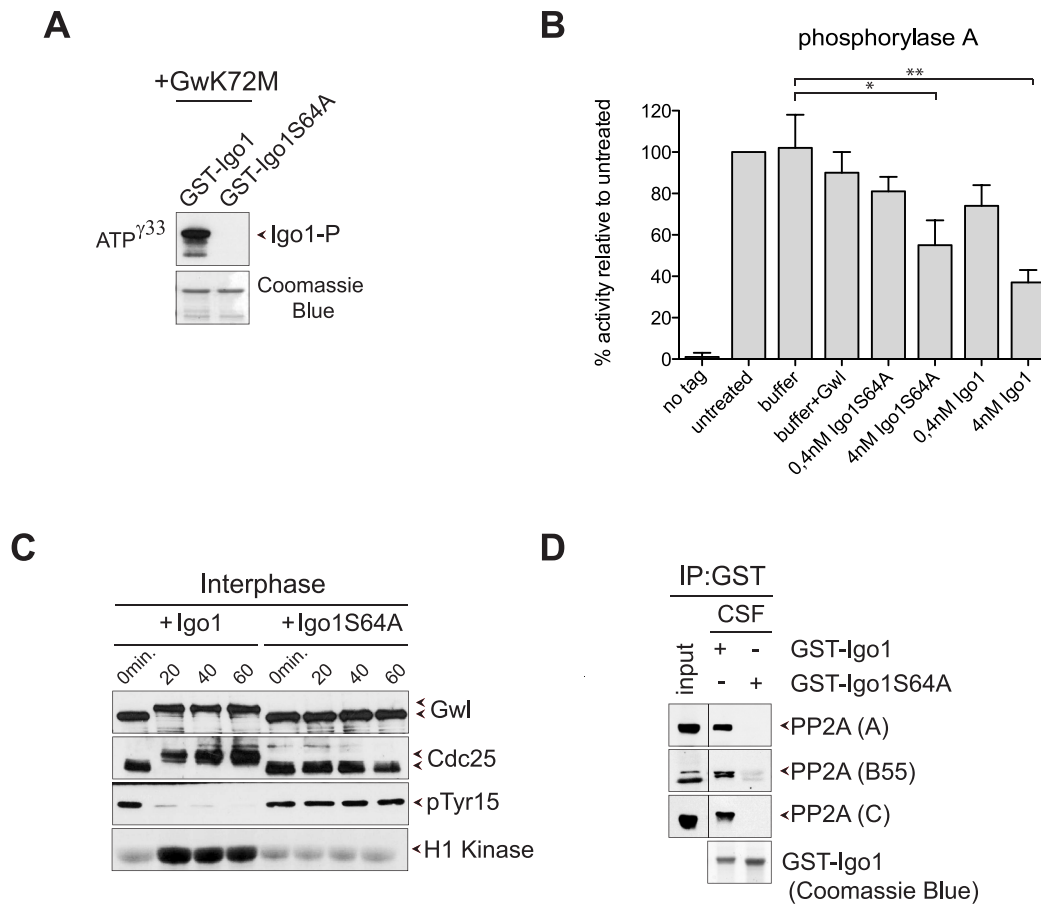 A
+GwK72M
GST-Igo1
GST-Igo1S64A
ATPγ33
Igo1-P
Coomassie
Blue
B
phosphorylase A
**
*
% activity relative to untreated
120
100
80
60
40
20
0
no tag
untreated
buffer
buffer+Gwl
0,4nM Igo1S64A
4nM Igo1S64A
0,4nM Igo1
4nM Igo1
C
Interphase
+Igo1
+Igo1S64A
0min.
20
40
60
0min.
20
40
60
Gwl
Cdc25
pTyr15
H1 Kinase
D
IP:GST
CSF
input
+ - GST-Igo1
- + GST-Igo1S64A
PP2A (A)
PP2A (B55)
PP2A (C)
GST-Igo1
(Coomassie Blue)